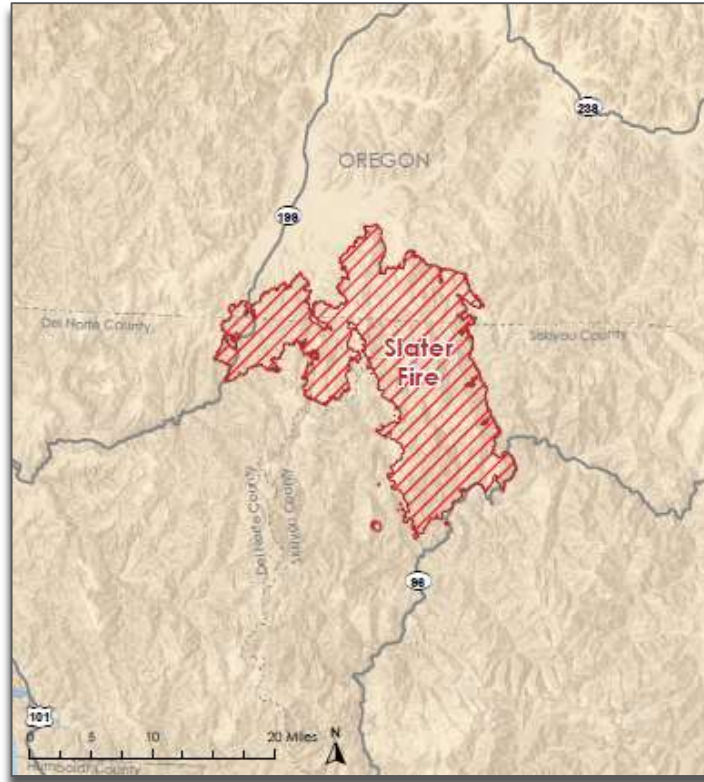 238
OREGON
199
Del Norte County
Siskiyou County
Slater
Fire
Del Norte County
Siskiyou County
96
101
0 5 10 20 Miles N
Humboldt County